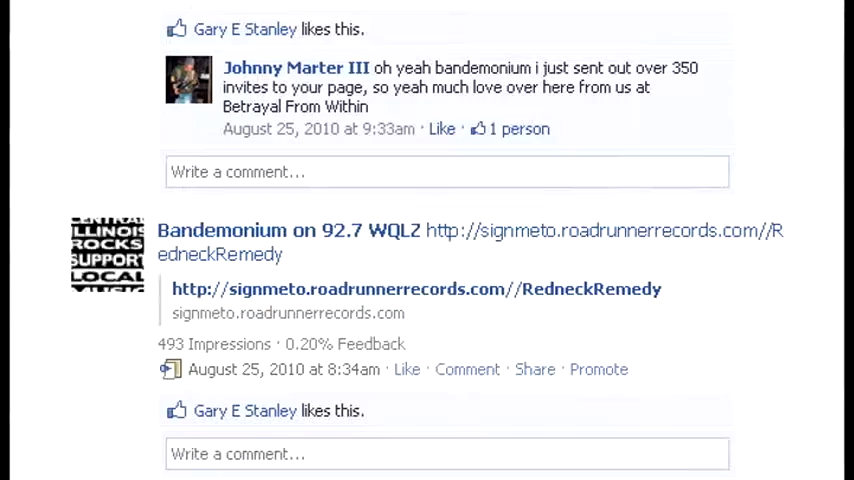 Gary E Stanley likes this.
Johnny Marter III oh yeah bandemonium i just sent out over 350
invites to your page, so yeah much love over here from us at
Betrayal From Within
August 25, 2010 at 9:33am · Like · 1 person
Write a comment...
CENTRAL
ILLINOIS
ROCKS
SUPPORT
LOCAL
MUSIC
Bandemonium on 92.7 WQLZ http://signmeto.roadrunnerrecords.com//R
edneckRemedy
http://signmeto.roadrunnerrecords.com//RedneckRemedy
signmeto.roadrunnerrecords.com
493 Impressions · 0.20% Feedback
August 25, 2010 at 8:34am · Like · Comment · Share · Promote
Gary E Stanley likes this.
Write a comment...